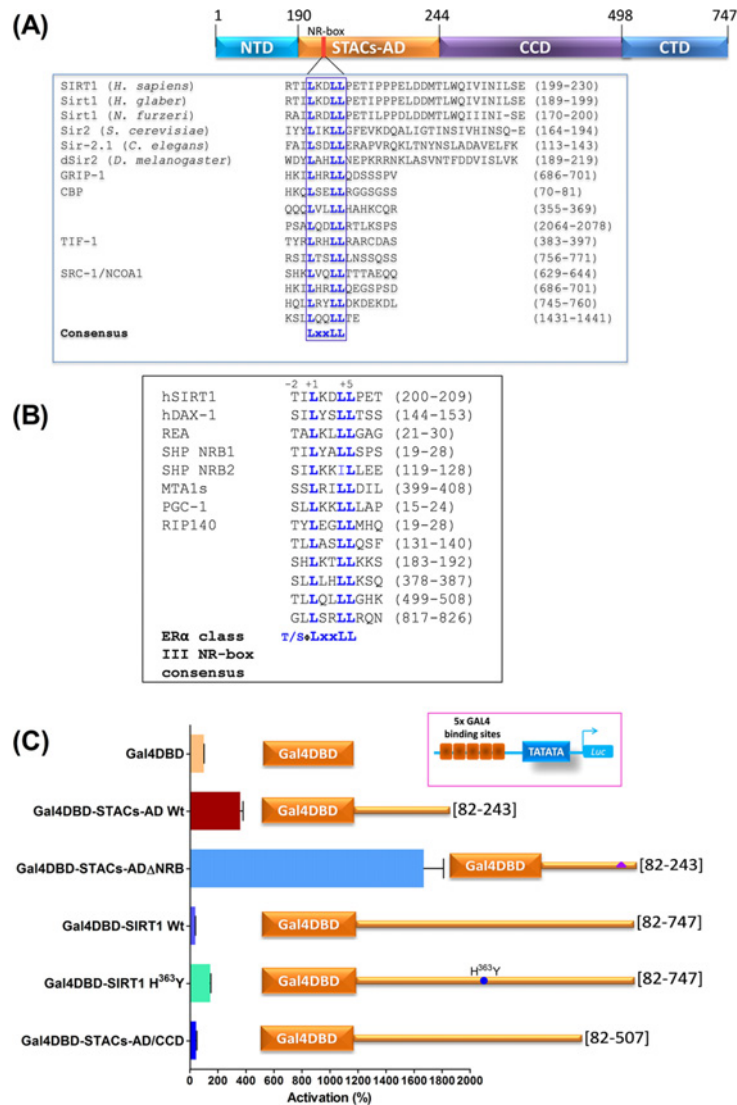 (A)
1 190 244 498 747
NR-box
NTD STACs-AD CCD CTD
SIRT1 (H. sapiens) RTILKDLLPETIPPPELDDMTLWQIVINILSE (199-230)
Sirt1 (H. glaber) RTILKDLLPETIPPPELDDMTLWQIVINILSE (189-199)
Sirt1 (N. furzeri) RAILRDLLPETILPPDLDDMTLWQIIINI-SE (170-200)
Sir2 (S. cerevisiae) IYYLIKLLGFEVKDQALIGTINSIVHINSQ-E (164-194)
Sir-2.1 (C. elegans) FAILSDLLERAPVRQKLTNYNSLADAVELFK (113-143)
dSir2 (D. melanogaster) WDYLAHLLNEPKRRNKLASVNTFDDVISLVK (189-219)
GRIP-1 HKILHRLLQDSSSPV (686-701)
CBP HKQLSELLRGGSGSS (70-81)
QQQLVLLLHAHKCQR (355-369)
PSALQDLLRTLKSPS (2064-2078)
TIF-1 TYRLRHLLRARCDAS (383-397)
RSILTSLLLNSSQSS (756-771)
SRC-1/NCOA1 SHKLVQLLTTTAEQQ (629-644)
HKILHRLLQEGSPSD (686-701)
HQLLRYLLDKDEKDL (745-760)
KSLLQQLLTE (1431-1441)
Consensus LxxLL
(B)
-2 +1 +5
hSIRT1 TILKDLLPET (200-209)
hDAX-1 SILYSLLTSS (144-153)
REA TALKLLLGAG (21-30)
SHP NRB1 TILYALLSPS (19-28)
SHP NRB2 SILKKILLEE (119-128)
MTA1s SSLRILLDIL (399-408)
PGC-1 SLLKKLLLAP (15-24)
RIP140 TYLEGLLMHQ (19-28)
TLLASLLQSF (131-140)
SHLKTLLKKS (183-192)
SLLLHLLKSQ (378-387)
TLLQLLLGHK (499-508)
GLLSRLLRQN (817-826)
ERα class T/S♦LxxLL
III NR-box
consensus
(C)
5x GAL4
binding sites
TATATA Luc
Gal4DBD Gal4DBD
Gal4DBD-STACs-AD Wt Gal4DBD [82-243]
Gal4DBD-STACs-ADΔNRB Gal4DBD [82-243]
Gal4DBD-SIRT1 Wt Gal4DBD [82-747]
H363Y
Gal4DBD-SIRT1 H363Y Gal4DBD [82-747]
Gal4DBD-STACs-AD/CCD Gal4DBD [82-507]
0 200 400 600 800 1000 1200 1400 1600 1800 2000
Activation (%)